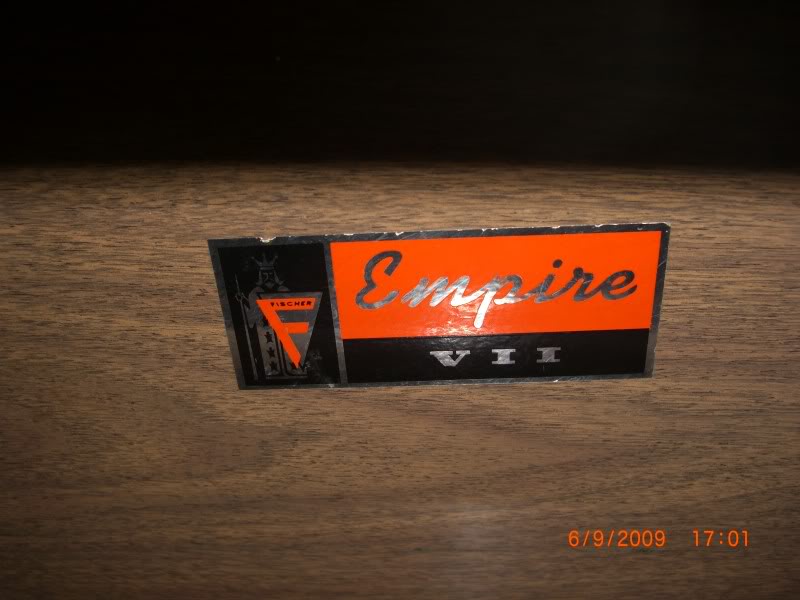 FISCHER
F
Empire
VII
6/9/2009 17:01